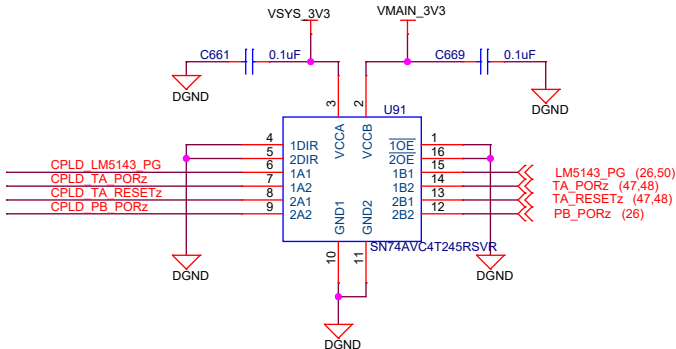 VSYS_3V3 VMAIN_3V3
C661 0.1uF C669 0.1uF
DGND DGND
3 2 U91
VCCA VCCB
4 1DIR 1OE 1
5 2DIR 2OE 16
CPLD_LM5143_PG 6 1A1 1B1 15 LM5143_PG (26,50)
CPLD_TA_PORz 7 1A2 1B2 14 TA_PORz (47,48)
CPLD_TA_RESETz 8 2A1 2B1 13 TA_RESETz (47,48)
CPLD_PB_PORz 9 2A2 2B2 12 PB_PORz (26)
GND1 GND2
SN74AVC4T245RSVR
10 11
DGND DGND
DGND